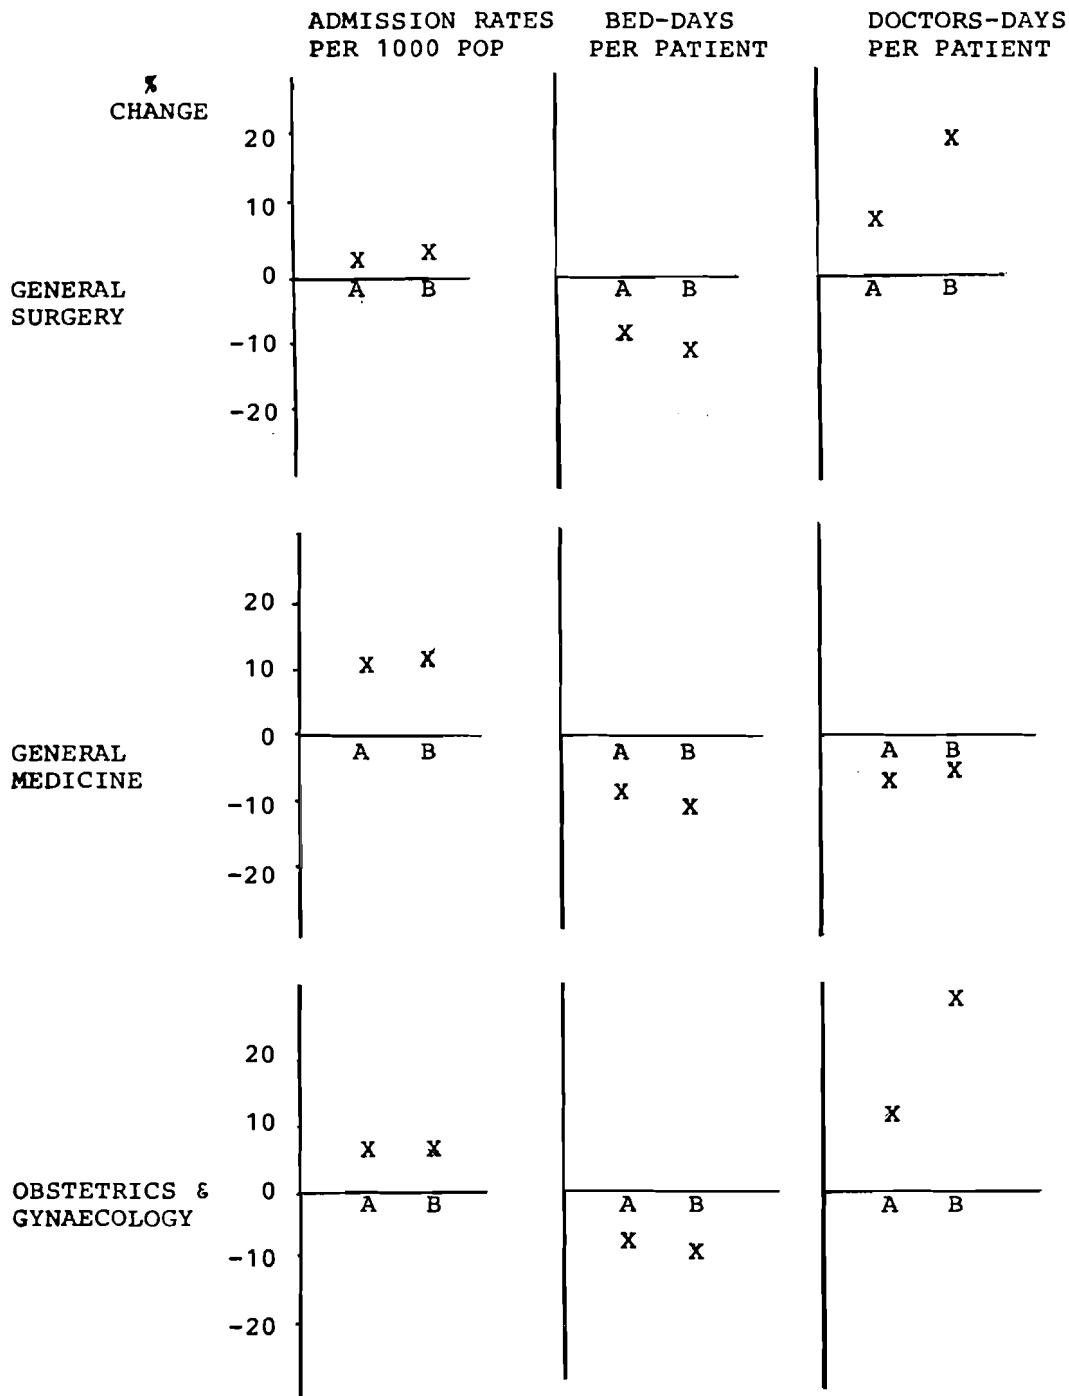 ADMISSION RATES BED-DAYS DOCTORS-DAYS
PER 1000 POP PER PATIENT PER PATIENT
%
CHANGE
20 X
10 X
X X
0
GENERAL A B A B A B
SURGERY
X
-10 X
-20
20
10 X X
0
GENERAL A B A B A B
MEDICINE X X X
-10 X
-20
X
20
10 X
X X
OBSTETRICS & 0
GYNAECOLOGY A B A B A B
X X
-10
-20